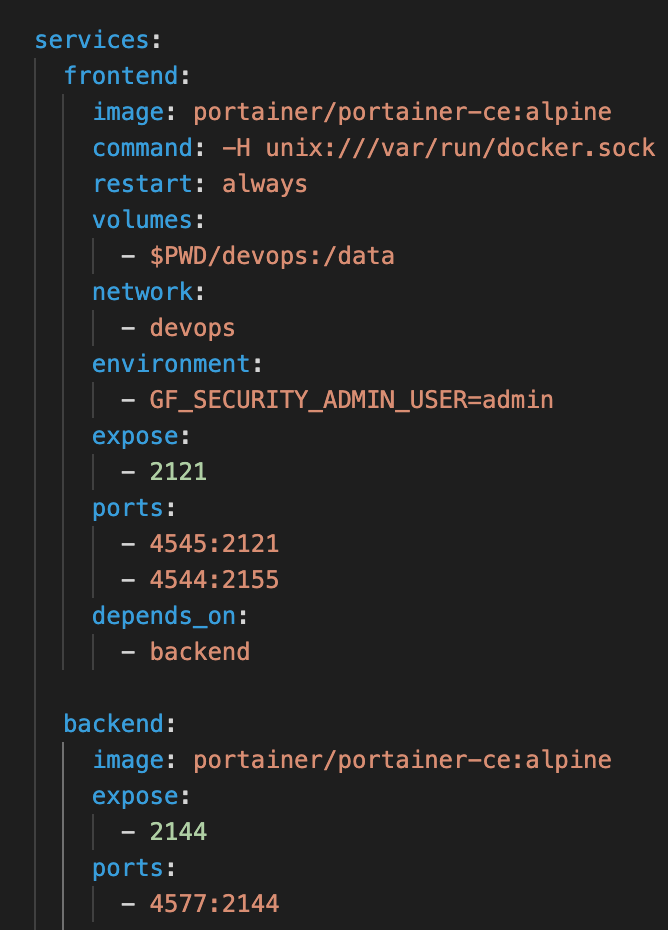 services:
  frontend:
    image: portainer/portainer-ce:alpine
    command: -H unix:///var/run/docker.sock
    restart: always
    volumes:
      - $PWD/devops:/data
    network:
      - devops
    environment:
      - GF_SECURITY_ADMIN_USER=admin
    expose:
      - 2121
    ports:
      - 4545:2121
      - 4544:2155
    depends_on:
      - backend

  backend:
    image: portainer/portainer-ce:alpine
    expose:
      - 2144
    ports:
      - 4577:2144